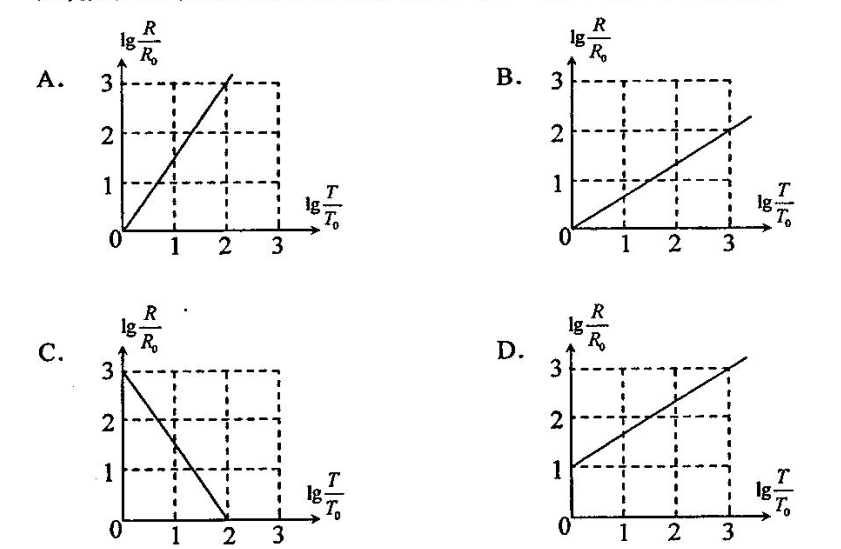 A.
lg R/R₀
3
2
1
0
1 2 3
lg T/T₀
B.
lg R/R₀
3
2
1
0
1 2 3
lg T/T₀
C.
lg R/R₀
3
2
1
0
1 2 3
lg T/T₀
D.
lg R/R₀
3
2
1
0
1 2 3
lg T/T₀